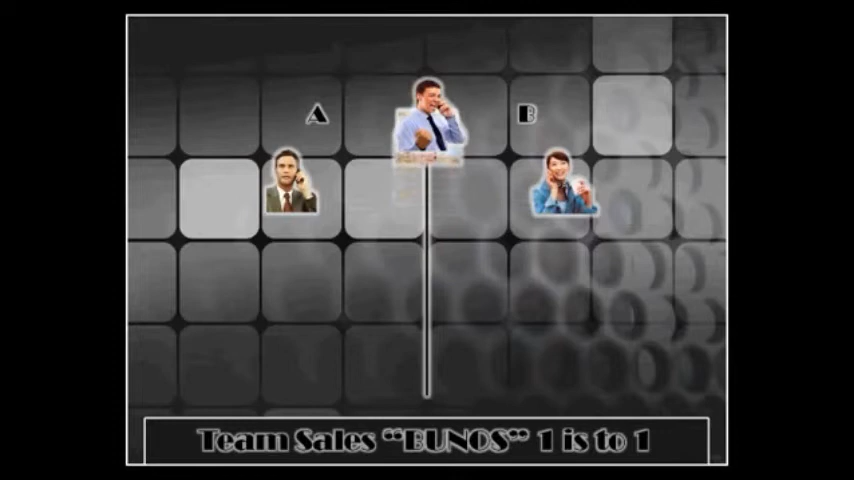 A B
Team Sales “BUNOS” 1 is to 1